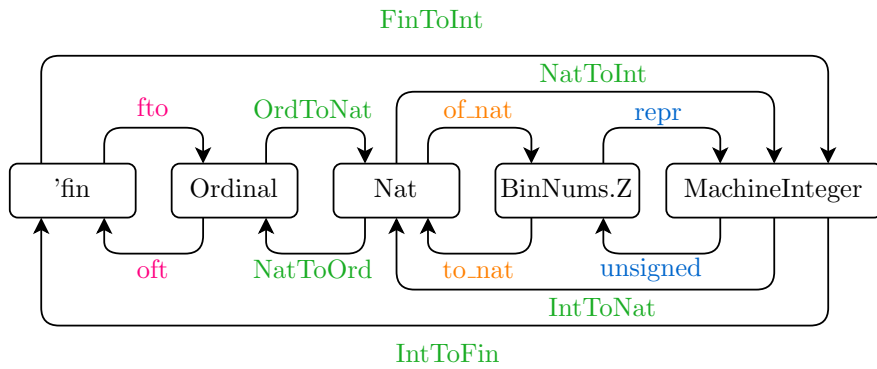 FinToInt
NatToInt
fto OrdToNat of_nat repr
'fin Ordinal Nat BinNums.Z MachineInteger
oft NatToOrd to_nat unsigned
IntToNat
IntToFin